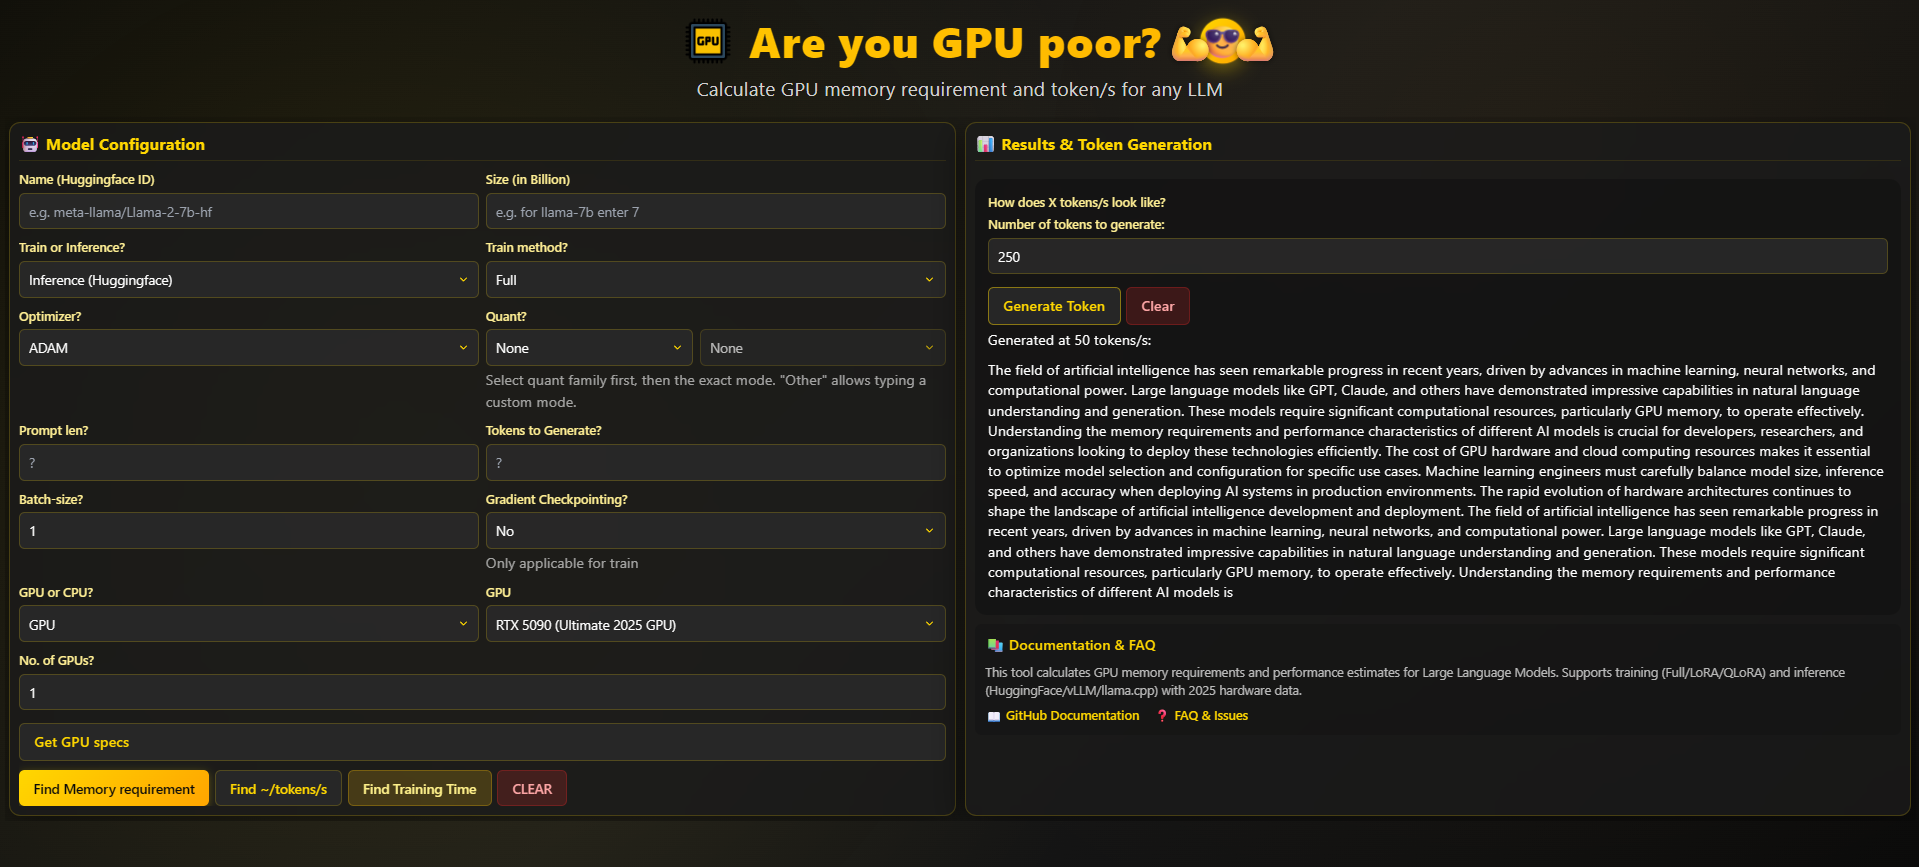 GPU
Are you GPU poor?
Calculate GPU memory requirement and token/s for any LLM
Model Configuration
Name (Huggingface ID)
e.g. meta-llama/Llama-2-7b-hf
Size (in Billion)
e.g. for llama-7b enter 7
Train or Inference?
Inference (Huggingface)
Train method?
Full
Optimizer?
ADAM
Quant?
None
None
Select quant family first, then the exact mode. "Other" allows typing a
custom mode.
Prompt len?
?
Tokens to Generate?
?
Batch-size?
1
Gradient Checkpointing?
No
Only applicable for train
GPU or CPU?
GPU
GPU
RTX 5090 (Ultimate 2025 GPU)
No. of GPUs?
1
Get GPU specs
Find Memory requirement
Find ~/tokens/s
Find Training Time
CLEAR
Results & Token Generation
How does X tokens/s look like?
Number of tokens to generate:
250
Generate Token
Clear
Generated at 50 tokens/s:
The field of artificial intelligence has seen remarkable progress in recent years, driven by advances in machine learning, neural networks, and
computational power. Large language models like GPT, Claude, and others have demonstrated impressive capabilities in natural language
understanding and generation. These models require significant computational resources, particularly GPU memory, to operate effectively.
Understanding the memory requirements and performance characteristics of different AI models is crucial for developers, researchers, and
organizations looking to deploy these technologies efficiently. The cost of GPU hardware and cloud computing resources makes it essential
to optimize model selection and configuration for specific use cases. Machine learning engineers must carefully balance model size, inference
speed, and accuracy when deploying AI systems in production environments. The rapid evolution of hardware architectures continues to
shape the landscape of artificial intelligence development and deployment. The field of artificial intelligence has seen remarkable progress in
recent years, driven by advances in machine learning, neural networks, and computational power. Large language models like GPT, Claude,
and others have demonstrated impressive capabilities in natural language understanding and generation. These models require significant
computational resources, particularly GPU memory, to operate effectively. Understanding the memory requirements and performance
characteristics of different AI models is
Documentation & FAQ
This tool calculates GPU memory requirements and performance estimates for Large Language Models. Supports training (Full/LoRA/QLoRA) and inference
(HuggingFace/vLLM/llama.cpp) with 2025 hardware data.
GitHub Documentation
FAQ & Issues